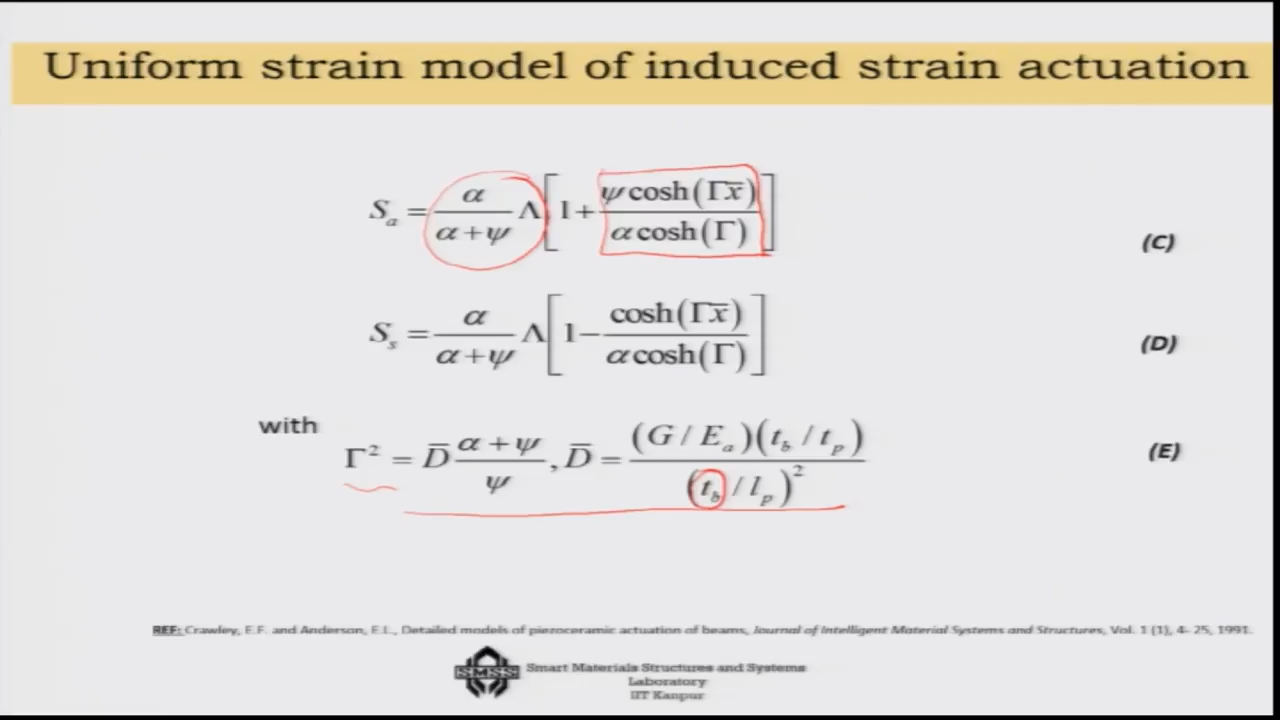 Uniform strain model of induced strain actuation
S_a = α/(α+ψ) Λ [1 + ψ cosh(Γx̄)/(α cosh(Γ))] (C)
S_s = α/(α+ψ) Λ [1 − cosh(Γx̄)/(α cosh(Γ))] (D)
with
Γ² = D̄ (α+ψ)/ψ , D̄ = (G / E_a)(t_b / t_p)/(t_b / l_p)² (E)
REF: Crawley, E.F. and Anderson, E.L., Detailed models of piezoceramic actuation of beams, Journal of Intelligent Material Systems and Structures, Vol. 1 (1), 4- 25, 1991.
SMSS
Smart Materials Structures and Systems
Laboratory
IIT Kanpur